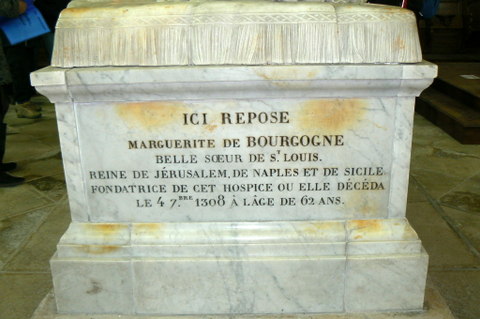 ICI REPOSE
MARGUERITE DE BOURGOGNE
BELLE SŒUR DE S.T LOUIS.
REINE DE JÉRUSALEM, DE NAPLES ET DE SICILE.
FONDATRICE DE CET HOSPICE OU ELLE DÉCÉDA
LE 4 7.BRE 1308 À LÂGE DE 62 ANS.